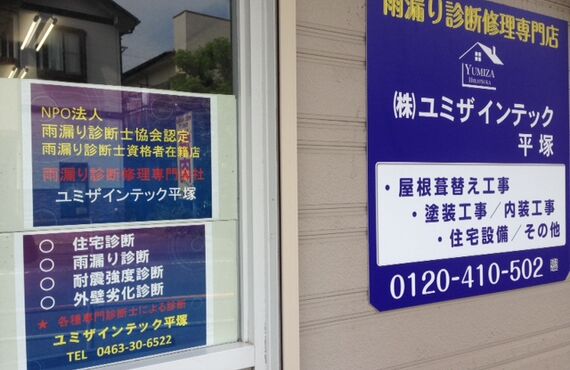 NPO法人
雨漏り診断士協会認定
雨漏り診断士資格者在籍店
雨漏り診断修理専門会社
ユミザインテック平塚
○ 住宅診断
○ 雨漏り診断
○ 耐震強度診断
○ 外壁劣化診断
★ 各種専門診断士による診断
ユミザインテック平塚
TEL 0463-30-6522
雨漏り診断修理専門店
YUMIZA
HIRATSUKA
(株)ユミザインテック
平塚
・屋根葺替え工事
・塗装工事／内装工事
・住宅設備／その他
0120-410-502